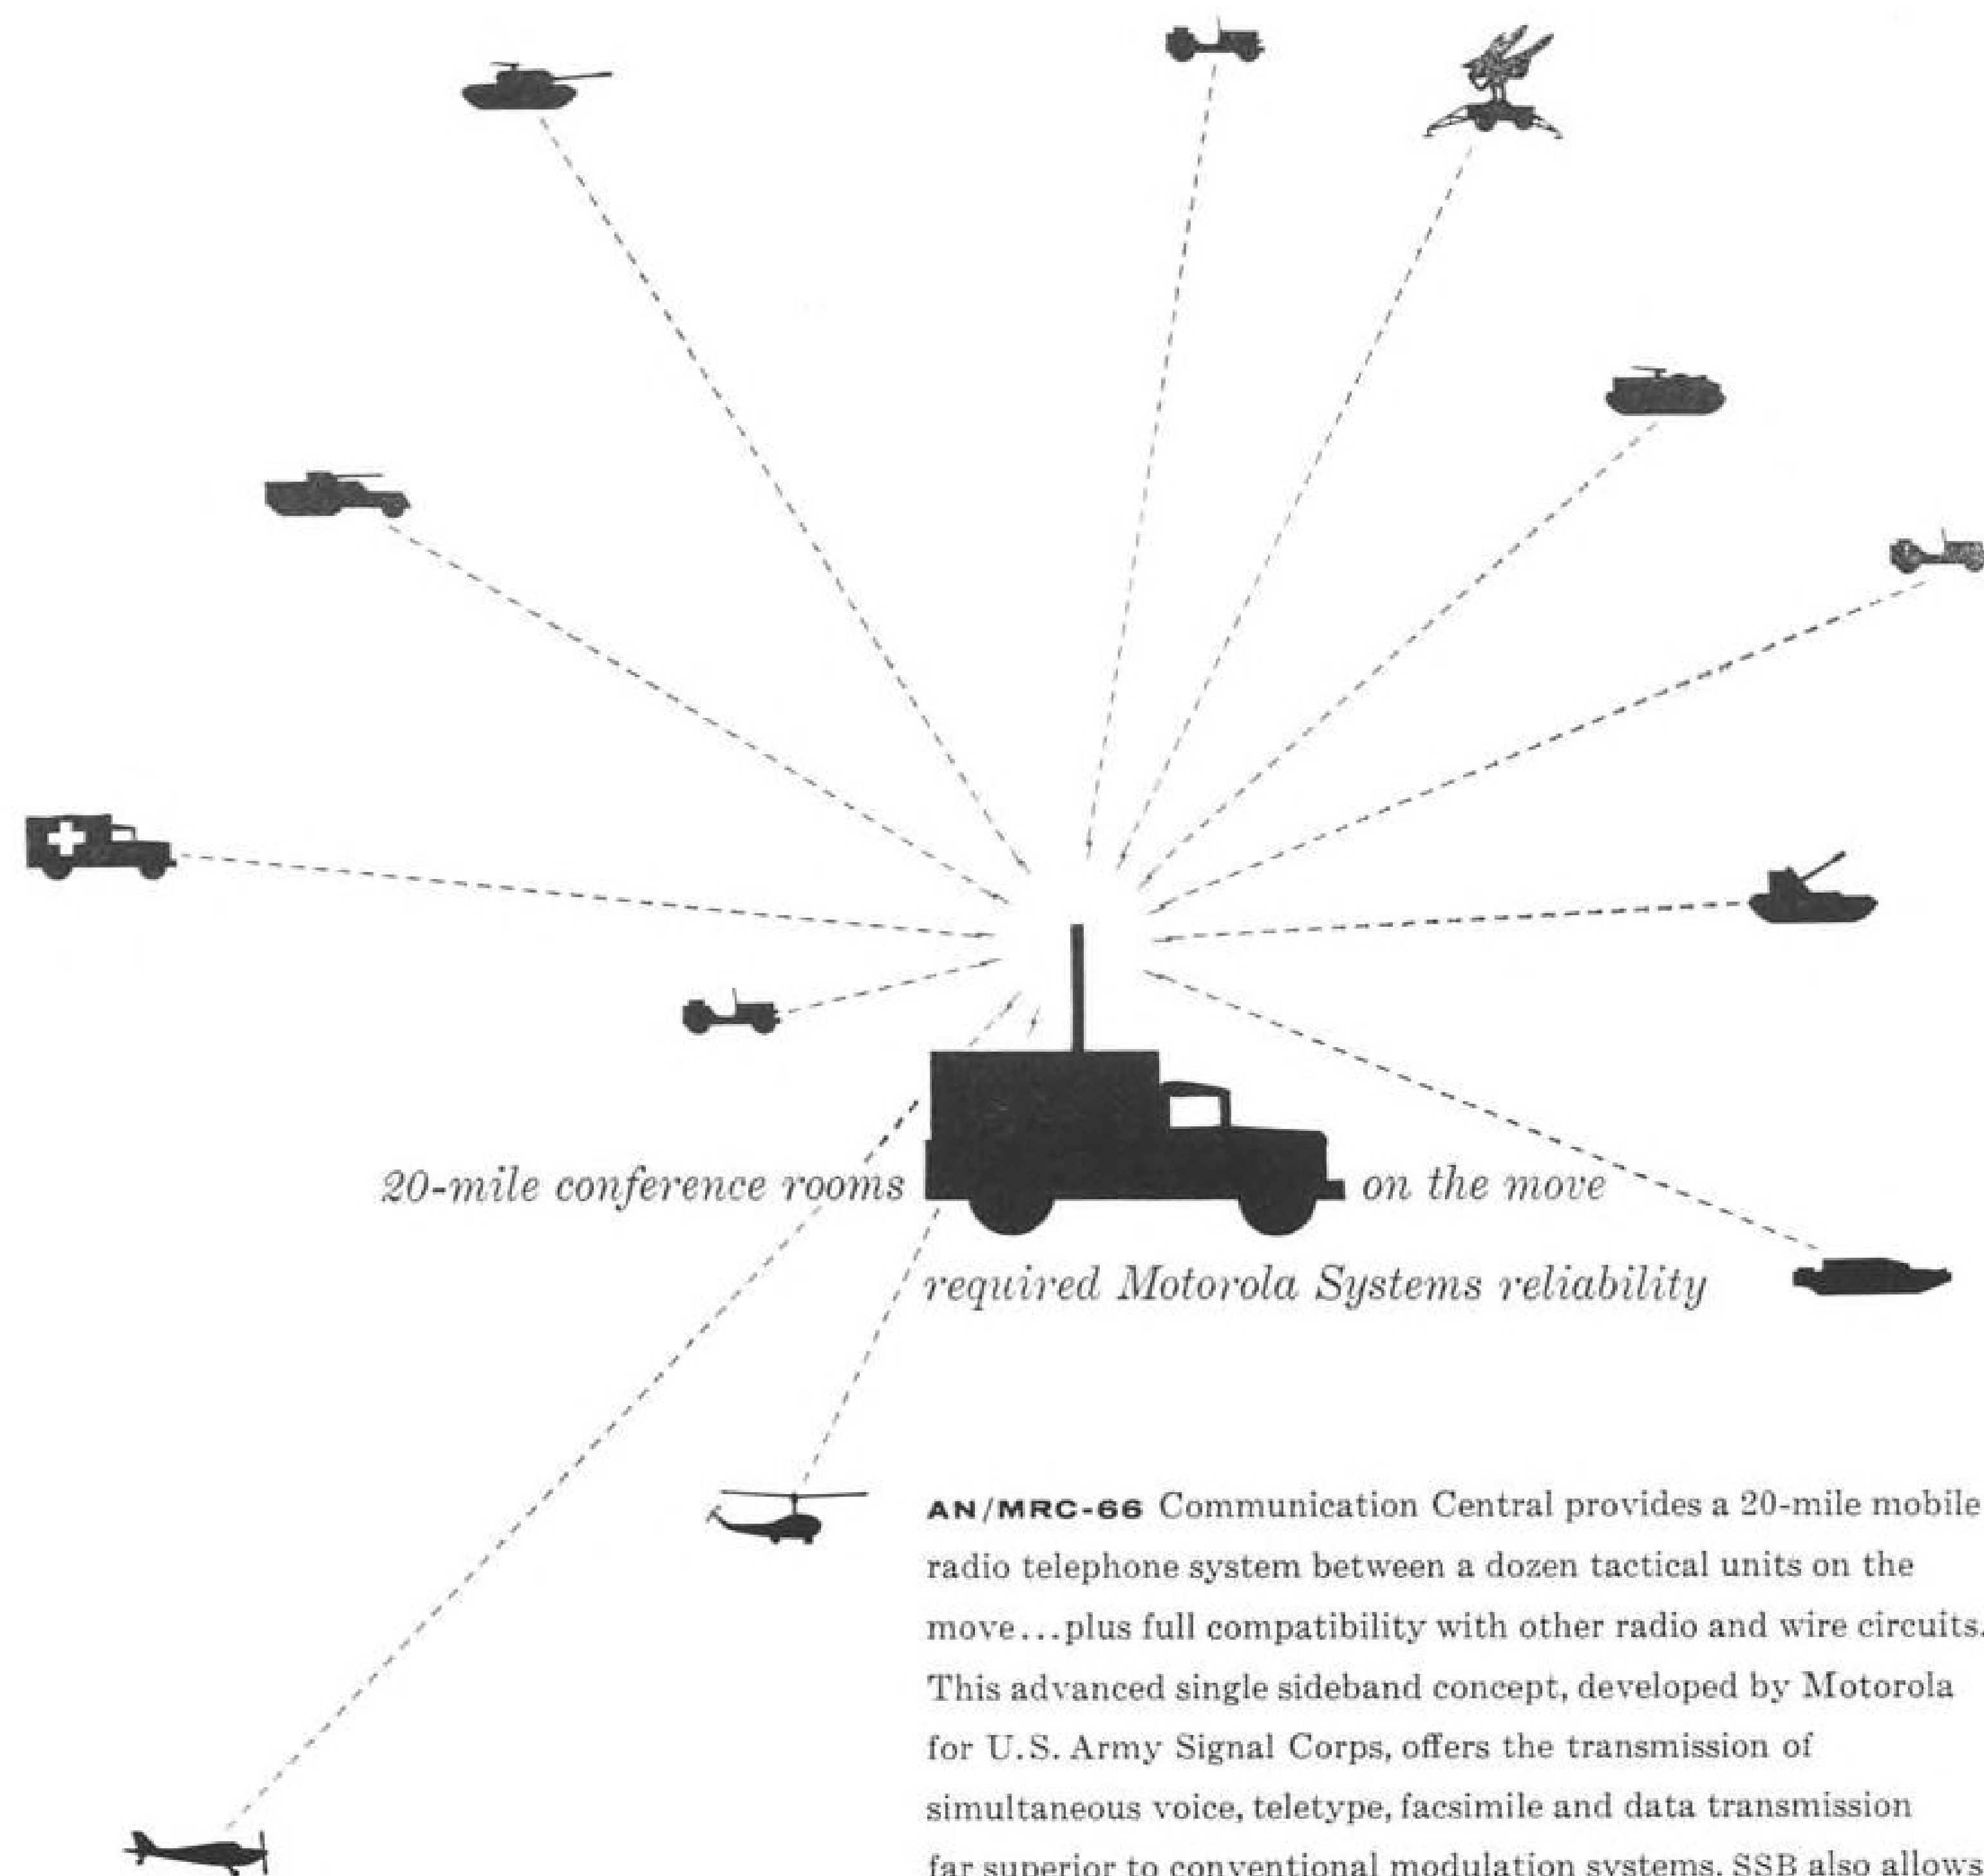 20-mile conference rooms on the move
required Motorola Systems reliability
AN/MRC-66 Communication Central provides a 20-mile mobile
radio telephone system between a dozen tactical units on the
move...plus full compatibility with other radio and wire circuits.
This advanced single sideband concept, developed by Motorola
for U.S. Army Signal Corps, offers the transmission of
simultaneous voice, teletype, facsimile and data transmission
far superior to conventional modulation systems. SSB also allows